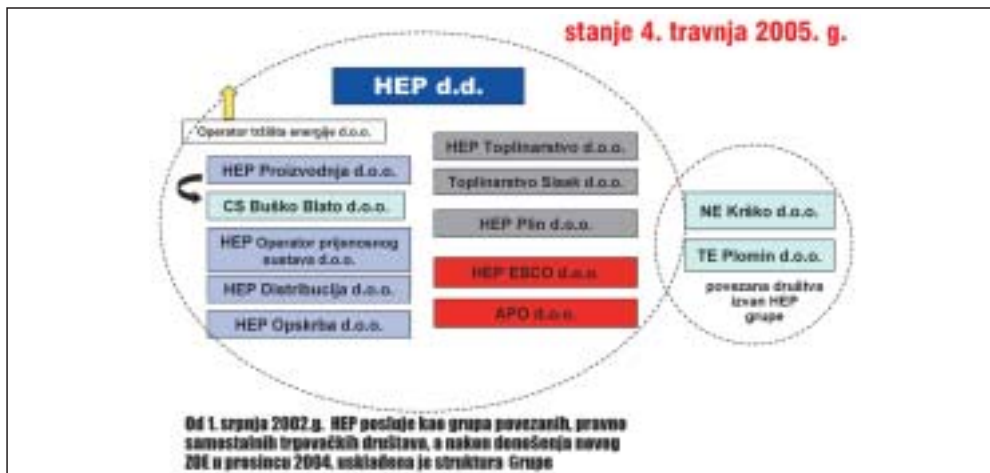 stanje 4. travnja 2005. g.
HEP d.d.
Operator tržišta energije d.o.o.
HEP Proizvodnja d.o.o.
CS Buško Blato d.o.o.
HEP Operator prijenosnog
sustava d.o.o.
HEP Distribucija d.o.o.
HEP Opskrba d.o.o.
HEP Toplinarstvo d.o.o.
Toplinarstvo Sisak d.o.o.
HEP Plin d.o.o.
HEP ESCO d.o.o.
APO d.o.o.
NE Krško d.o.o.
TE Plomin d.o.o.
povezana društva
izvan HEP
grupe
Od 1. srpnja 2002.g. HEP posluje kao grupa povezanih, pravno
samostalnih trgovačkih društava, a nakon donošenja novog
ZOE u prosincu 2004. usklađena je struktura Grupe